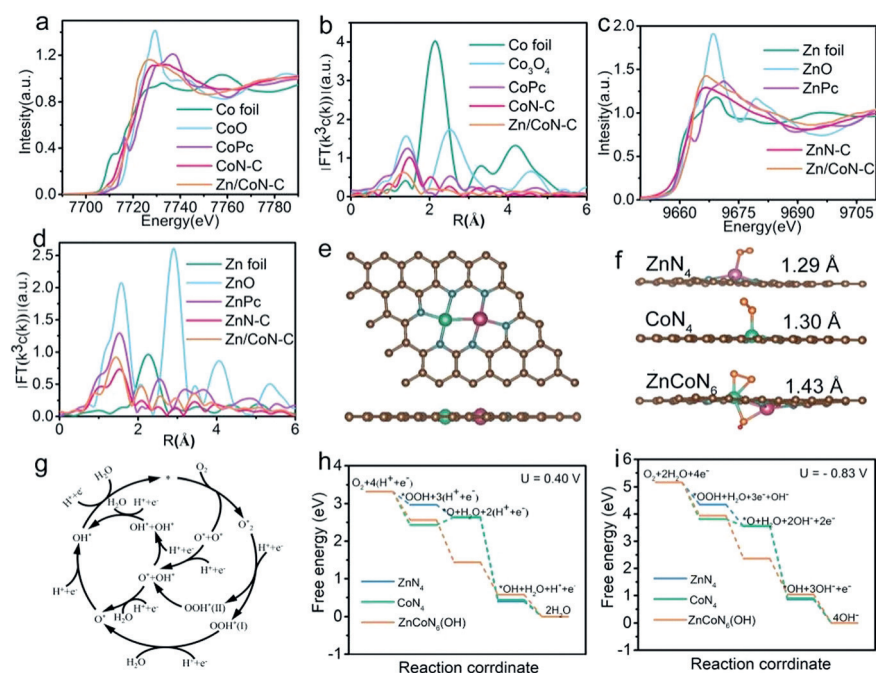 a
Intesity(a.u.)
1.6
1.2
0.8
0.4
0
Co foil
CoO
CoPc
CoN-C
Zn/CoN-C
7700
7720
7740
7760
7780
Energy(eV)
b
|FT(k³c(k))|(a.u.)
4
3
2
1
0
Co foil
Co₃O₄
CoPc
CoN-C
Zn/CoN-C
0
2
4
6
R(Å)
c
Intesity(a.u.)
2.0
1.5
1.0
0.5
0.0
Zn foil
ZnO
ZnPc
ZnN-C
Zn/CoN-C
9660
9675
9690
9710
Energy(eV)
d
|FT(k³c(k))|(a.u.)
2.5
2.0
1.5
1.0
0.5
0.0
Zn foil
ZnO
ZnPc
ZnN-C
Zn/CoN-C
0
2
4
6
R(Å)
e
f
ZnN₄
1.29 Å
CoN₄
1.30 Å
ZnCoN₆
1.43 Å
g
*
O₂
H₂O
H⁺+e⁻
H₂O
H⁺+e⁻
OH*+OH*
O*+O*
O*₂
OH*
H⁺+e⁻
H⁺+e⁻
H⁺+e⁻
O*+OH*
H⁺+e⁻
H⁺+e⁻
H₂O
OOH*(II)
O*
OOH*(I)
H₂O
H⁺+e⁻
h
U = 0.40 V
O₂+4(H⁺+e⁻)
*OOH+3(H⁺+e⁻)
*O+H₂O+2(H⁺+e⁻)
*OH+H₂O+H⁺+e⁻
2H₂O
Free energy (eV)
5
4
3
2
1
0
-1
ZnN₄
CoN₄
ZnCoN₆(OH)
Reaction corrdinate
i
U = - 0.83 V
O₂+2H₂O+4e⁻
*OOH+H₂O+3e⁻+OH⁻
*O+H₂O+2OH⁻+2e⁻
*OH+3OH⁻+e⁻
4OH⁻
Free energy (eV)
6
5
4
3
2
1
0
-1
ZnN₄
CoN₄
ZnCoN₆(OH)
Reaction corrdinate